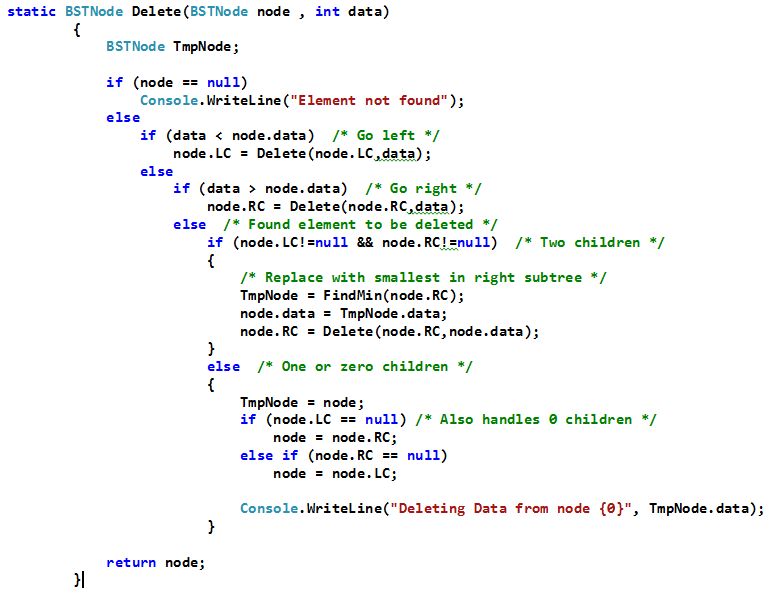 static BSTNode Delete(BSTNode node , int data)
{
BSTNode TmpNode;
if (node == null)
Console.WriteLine("Element not found");
else
if (data < node.data)  /* Go left */
node.LC = Delete(node.LC,data);
else
if (data > node.data)  /* Go right */
node.RC = Delete(node.RC,data);
else  /* Found element to be deleted */
if (node.LC!=null && node.RC!=null)  /* Two children */
{
/* Replace with smallest in right subtree */
TmpNode = FindMin(node.RC);
node.data = TmpNode.data;
node.RC = Delete(node.RC,node.data);
}
else  /* One or zero children */
{
TmpNode = node;
if (node.LC == null) /* Also handles 0 children */
node = node.RC;
else if (node.RC == null)
node = node.LC;
Console.WriteLine("Deleting Data from node {0}", TmpNode.data);
}
return node;
}